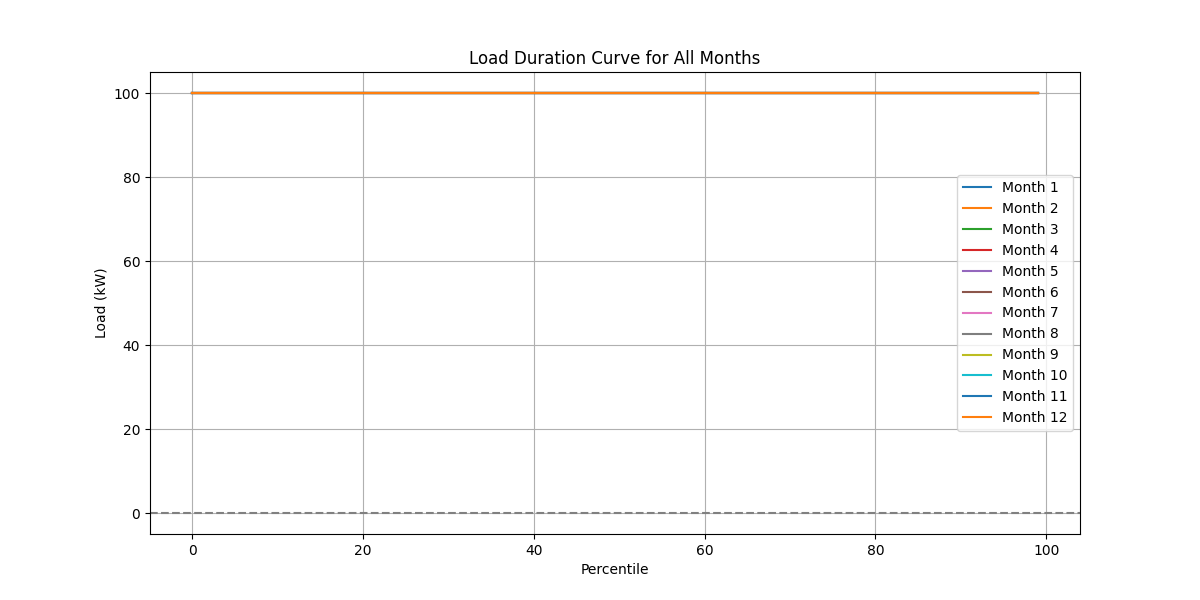 Load Duration Curve for All Months
100
80
60
40
20
0
Load (kW)
Month 1
Month 2
Month 3
Month 4
Month 5
Month 6
Month 7
Month 8
Month 9
Month 10
Month 11
Month 12
0 20 40 60 80 100
Percentile